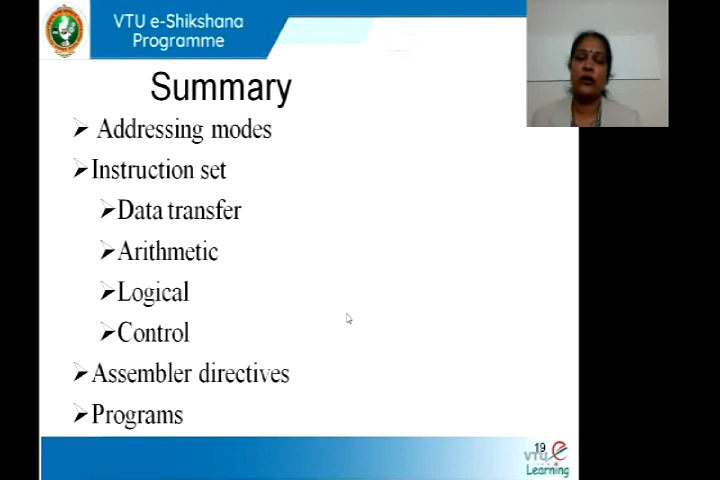 VTU e-Shikshana
Programme
Summary
Addressing modes
Instruction set
Data transfer
Arithmetic
Logical
Control
Assembler directives
Programs
19
VTU e
Learning